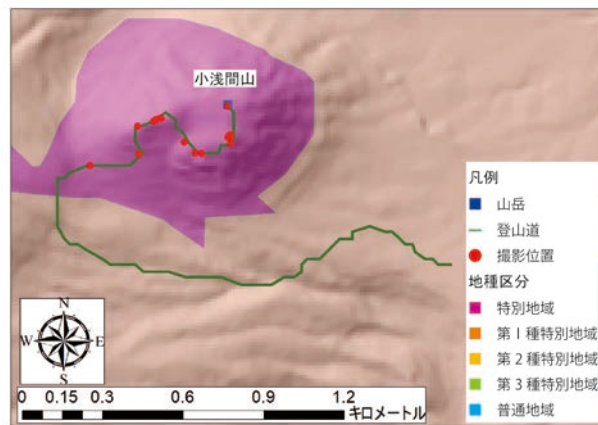 小浅間山
凡例
山岳
登山道
撮影位置
地種区分
特別地域
第1種特別地域
第2種特別地域
第3種特別地域
普通地域
N
W E
S
0 0.15 0.3 0.6 0.9 1.2
キロメートル